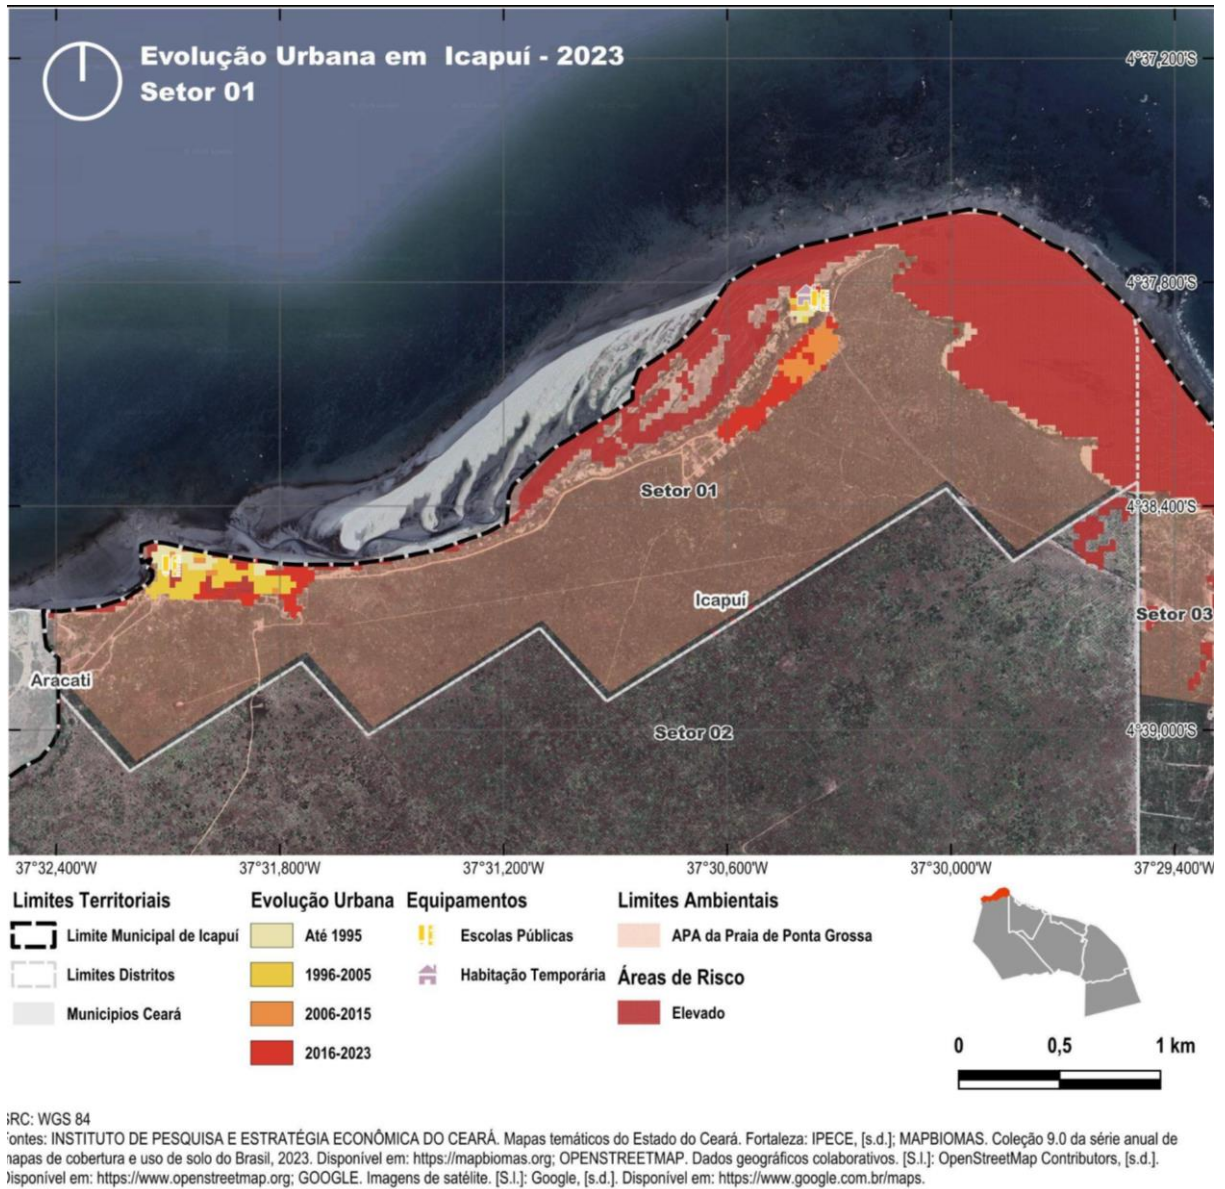 Evolução Urbana em Icapuí - 2023
Setor 01
4°37,200'S
4°37,800'S
Setor 01
4°38,400'S
Icapuí
Setor 03
Aracati
Setor 02
4°39,000'S
37°32,400'W 37°31,800'W 37°31,200'W 37°30,600'W 37°30,000'W 37°29,400'W
Limites Territoriais
Limite Municipal de Icapuí
Limites Distritos
Municipios Ceará
Evolução Urbana
Até 1995
1996-2005
2006-2015
2016-2023
Equipamentos
Escolas Públicas
Habitação Temporária
Limites Ambientais
APA da Praia de Ponta Grossa
Áreas de Risco
Elevado
0 0,5 1 km
SRC: WGS 84
Fontes: INSTITUTO DE PESQUISA E ESTRATÉGIA ECONÔMICA DO CEARÁ. Mapas temáticos do Estado do Ceará. Fortaleza: IPECE, [s.d.]; MAPBIOMAS. Coleção 9.0 da série anual de
mapas de cobertura e uso de solo do Brasil, 2023. Disponível em: https://mapbiomas.org; OPENSTREETMAP. Dados geográficos colaborativos. [S.l.]: OpenStreetMap Contributors, [s.d.].
Disponível em: https://www.openstreetmap.org; GOOGLE. Imagens de satélite. [S.l.]: Google, [s.d.]. Disponível em: https://www.google.com.br/maps.